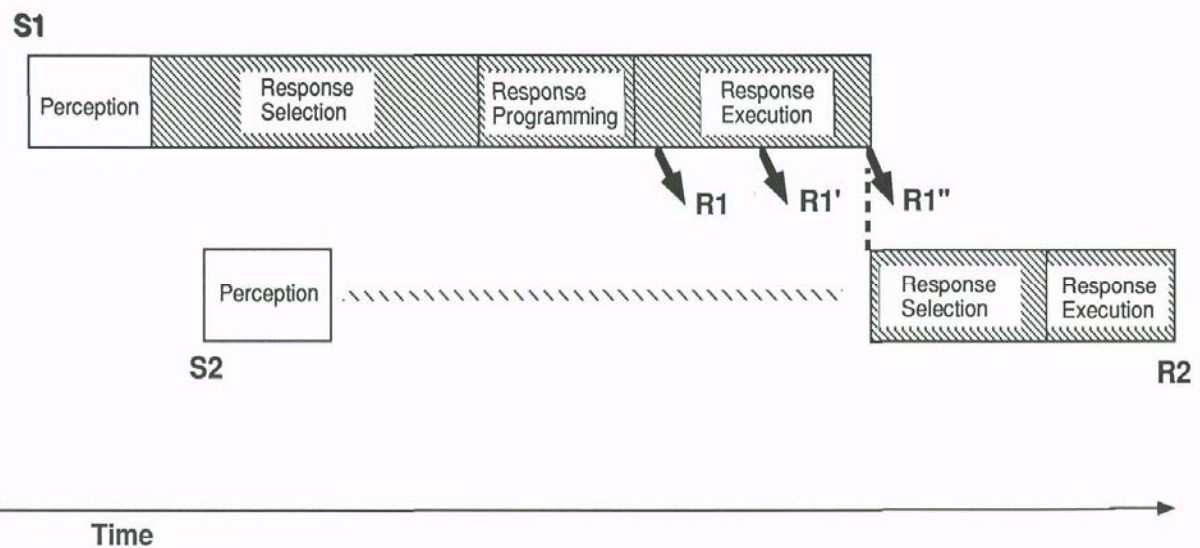 S1
Perception
Response
Selection
Response
Programming
Response
Execution
R1
R1'
R1"
Perception
Response
Selection
Response
Execution
S2
R2
Time